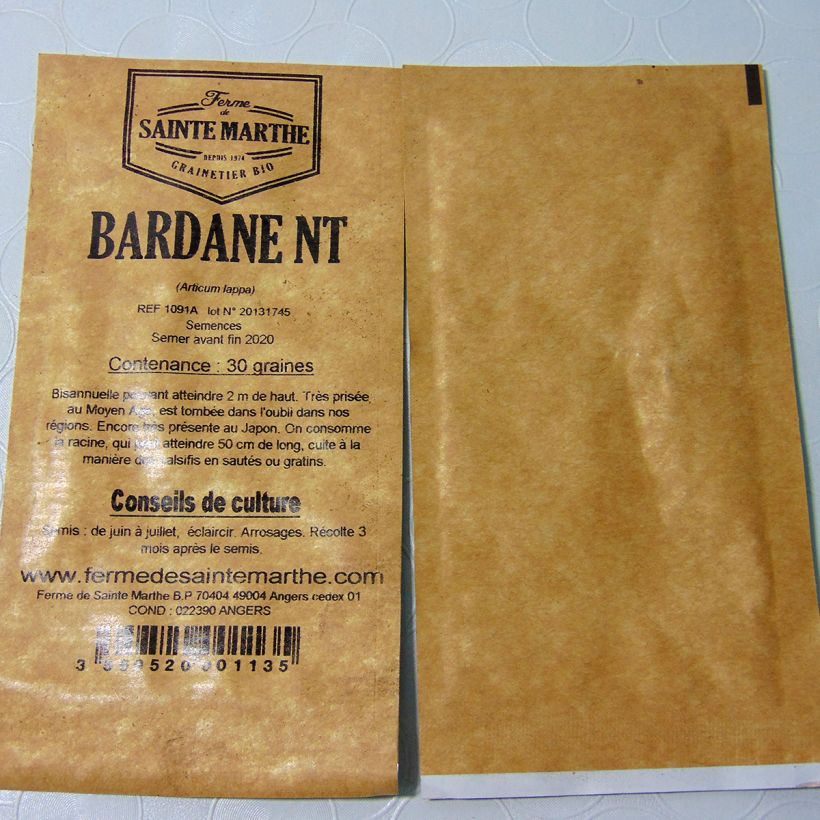 Ferme
de
SAINTE MARTHE
DEPUIS 1974
GRAINETIER BIO
BARDANE NT
(Articum lappa)
REF 1091A lot N° 20131745
Semences
Semer avant fin 2020
Contenance : 30 graines
Bisannuelle pouvant atteindre 2 m de haut. Très prisée
au Moyen Age, est tombée dans l'oubli dans nos
régions. Encore très présente au Japon. On consomme
la racine, qui peut atteindre 50 cm de long, cuite à la
manière des salsifis en sautés ou gratins.
Conseils de culture
Semis : de juin à juillet, éclaircir. Arrosages. Récolte 3
mois après le semis.
www.fermedesaintemarthe.com
Ferme de Sainte Marthe B.P 70404 49004 Angers cedex 01
COND : 022390 ANGERS
3 520 001135